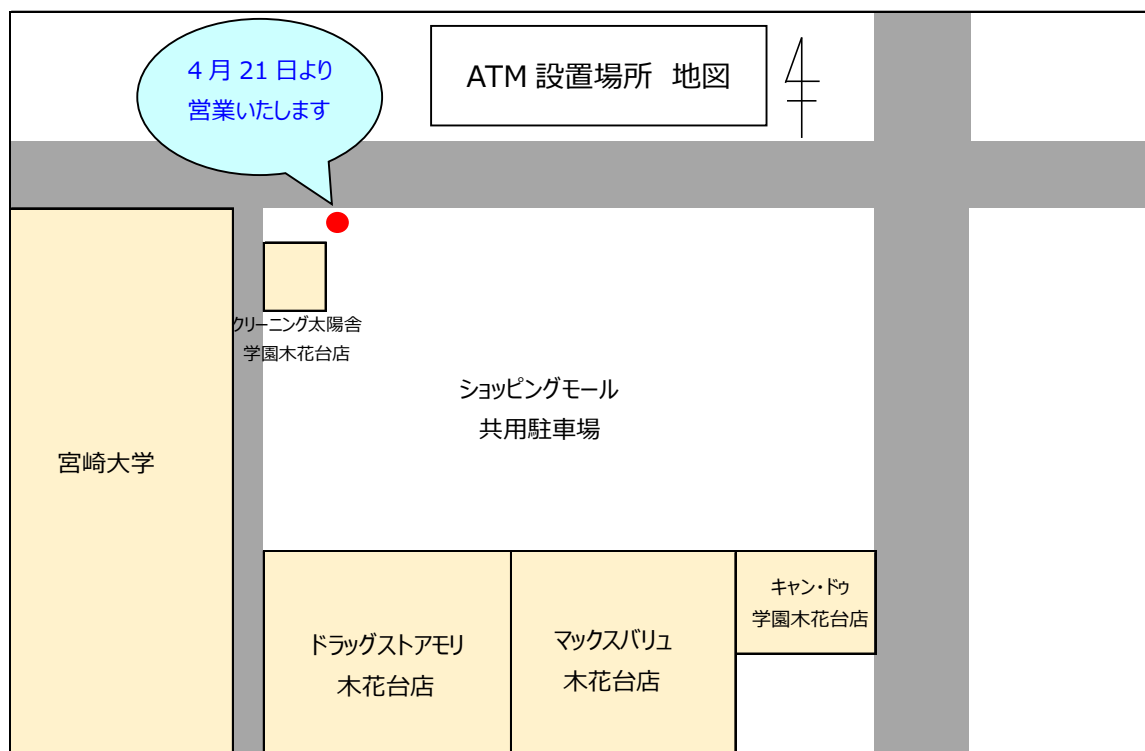 4月21日より
営業いたします
ATM設置場所 地図
クリーニング太陽舎
学園木花台店
ショッピングモール
共用駐車場
宮崎大学
ドラッグストアモリ
木花台店
マックスバリュ
木花台店
キャン・ドゥ
学園木花台店